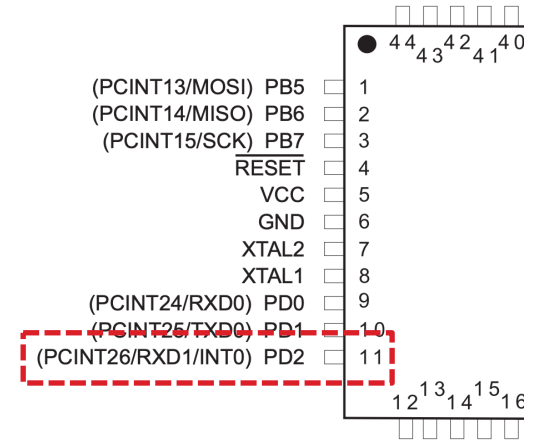 44 43 42 41 40
(PCINT13/MOSI) PB5 1
(PCINT14/MISO) PB6 2
(PCINT15/SCK) PB7 3
RESET 4
VCC 5
GND 6
XTAL2 7
XTAL1 8
(PCINT24/RXD0) PD0 9
(PCINT25/TXD0) PD1 10
(PCINT26/RXD1/INT0) PD2 11
12 13 14 15 16